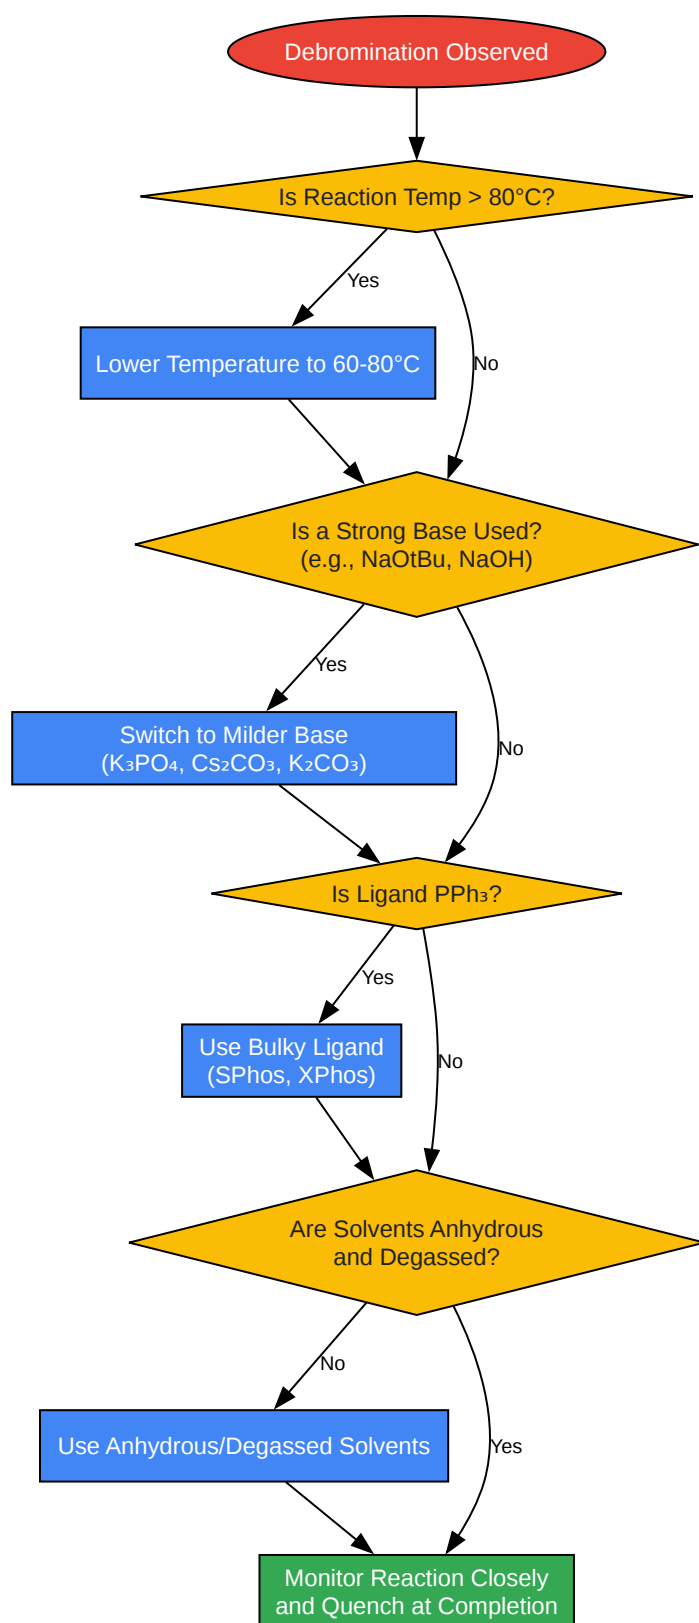 Debromination Observed
Is Reaction Temp > 80°C?
Yes
Lower Temperature to 60-80°C
No
Is a Strong Base Used?
(e.g., NaOtBu, NaOH)
Yes
Switch to Milder Base
(K₃PO₄, Cs₂CO₃, K₂CO₃)
No
Is Ligand PPh₃?
Yes
Use Bulky Ligand
(SPhos, XPhos)
No
Are Solvents Anhydrous
and Degassed?
No
Use Anhydrous/Degassed Solvents
Yes
Monitor Reaction Closely
and Quench at Completion